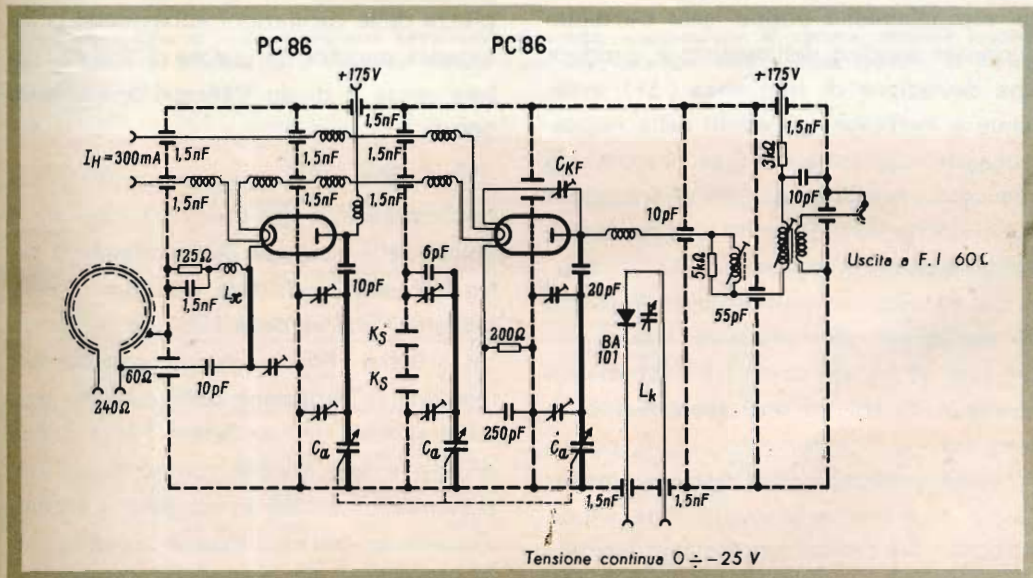 PC 86
PC 86
+175V
+175V
1,5nF
1,5nF
1,5nF
1,5nF
1,5nF
1,5nF
I_H = 300mA
1,5nF
1,5nF
1,5nF
3kΩ
10pF
C_KF
10pF
125Ω
L_x
1,5nF
10pF
6pF
20pF
5kΩ
Uscita a F.I 60Ω
55pF
BA
101
K_S
K_S
200Ω
L_k
60Ω
10pF
240Ω
250pF
C_a
C_a
C_a
1,5nF
1,5nF
Tensione continua 0 ÷ -25 V